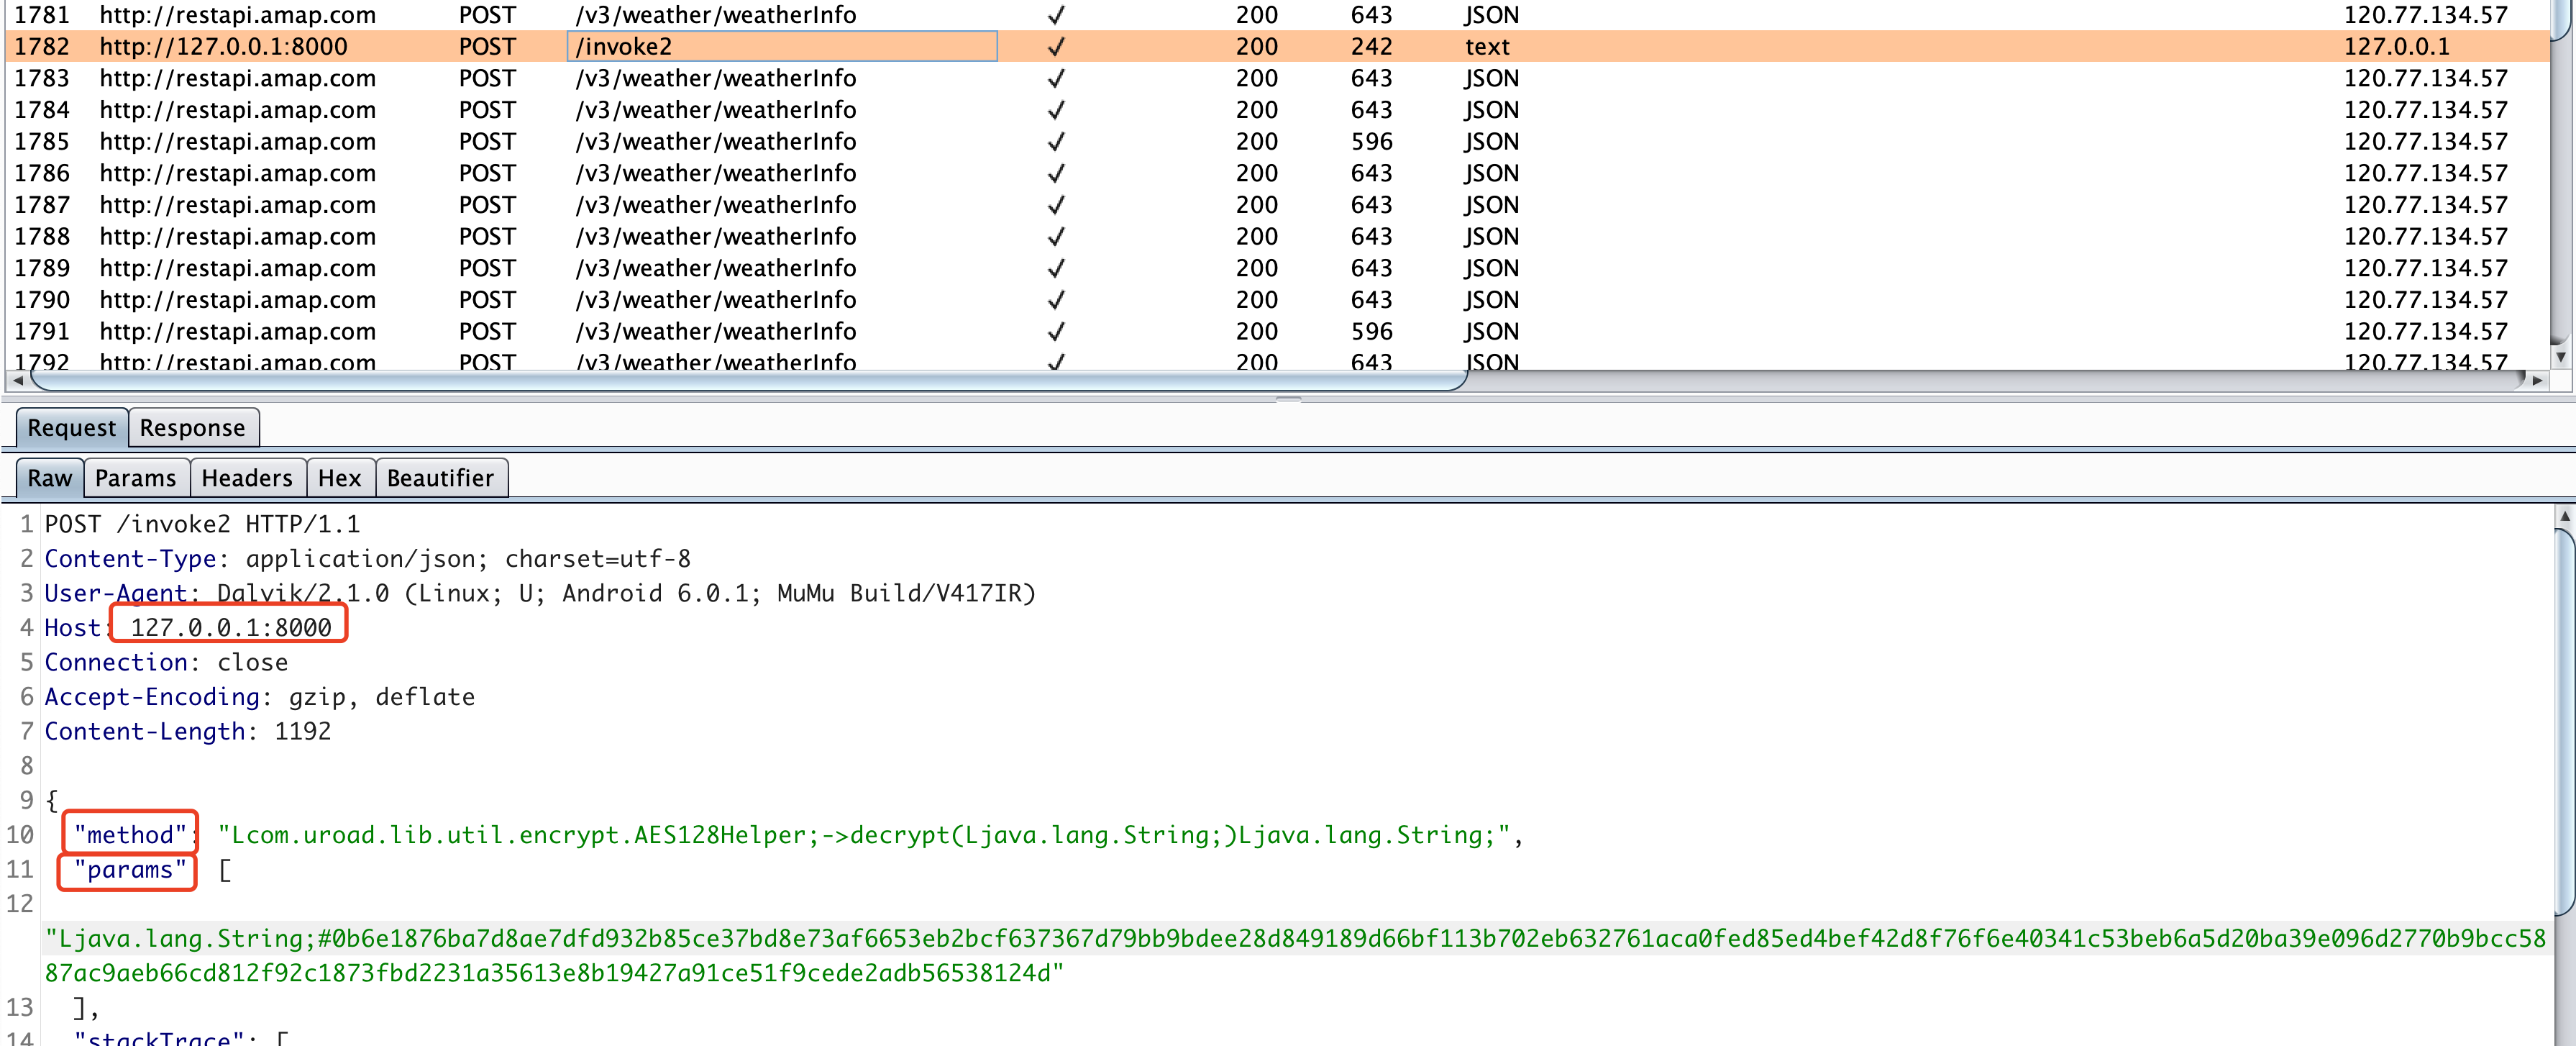 1781 http://restapi.amap.com POST /v3/weather/weatherInfo ✓ 200 643 JSON 120.77.134.57
1782 http://127.0.0.1:8000 POST /invoke2 ✓ 200 242 text 127.0.0.1
1783 http://restapi.amap.com POST /v3/weather/weatherInfo ✓ 200 643 JSON 120.77.134.57
1784 http://restapi.amap.com POST /v3/weather/weatherInfo ✓ 200 643 JSON 120.77.134.57
1785 http://restapi.amap.com POST /v3/weather/weatherInfo ✓ 200 596 JSON 120.77.134.57
1786 http://restapi.amap.com POST /v3/weather/weatherInfo ✓ 200 643 JSON 120.77.134.57
1787 http://restapi.amap.com POST /v3/weather/weatherInfo ✓ 200 643 JSON 120.77.134.57
1788 http://restapi.amap.com POST /v3/weather/weatherInfo ✓ 200 643 JSON 120.77.134.57
1789 http://restapi.amap.com POST /v3/weather/weatherInfo ✓ 200 643 JSON 120.77.134.57
1790 http://restapi.amap.com POST /v3/weather/weatherInfo ✓ 200 643 JSON 120.77.134.57
1791 http://restapi.amap.com POST /v3/weather/weatherInfo ✓ 200 596 JSON 120.77.134.57
1792 http://restapi.amap.com POST /v3/weather/weatherInfo ✓ 200 643 JSON 120.77.134.57
Request Response
Raw Params Headers Hex Beautifier
1 POST /invoke2 HTTP/1.1
2 Content-Type: application/json; charset=utf-8
3 User-Agent: Dalvik/2.1.0 (Linux; U; Android 6.0.1; MuMu Build/V417IR)
4 Host: 127.0.0.1:8000
5 Connection: close
6 Accept-Encoding: gzip, deflate
7 Content-Length: 1192
8
9 {
10 "method": "Lcom.uroad.lib.util.encrypt.AES128Helper;->decrypt(Ljava.lang.String;)Ljava.lang.String;",
11 "params" [
12
"Ljava.lang.String;#0b6e1876ba7d8ae7dfd932b85ce37bd8e73af6653eb2bcf637367d79bb9bdee28d849189d66bf113b702eb632761aca0fed85ed4bef42d8f76f6e40341c53beb6a5d20ba39e096d2770b9bcc58
87ac9aeb66cd812f92c1873fbd2231a35613e8b19427a91ce51f9cede2adb56538124d"
13 ],
14 "stackTrace": [